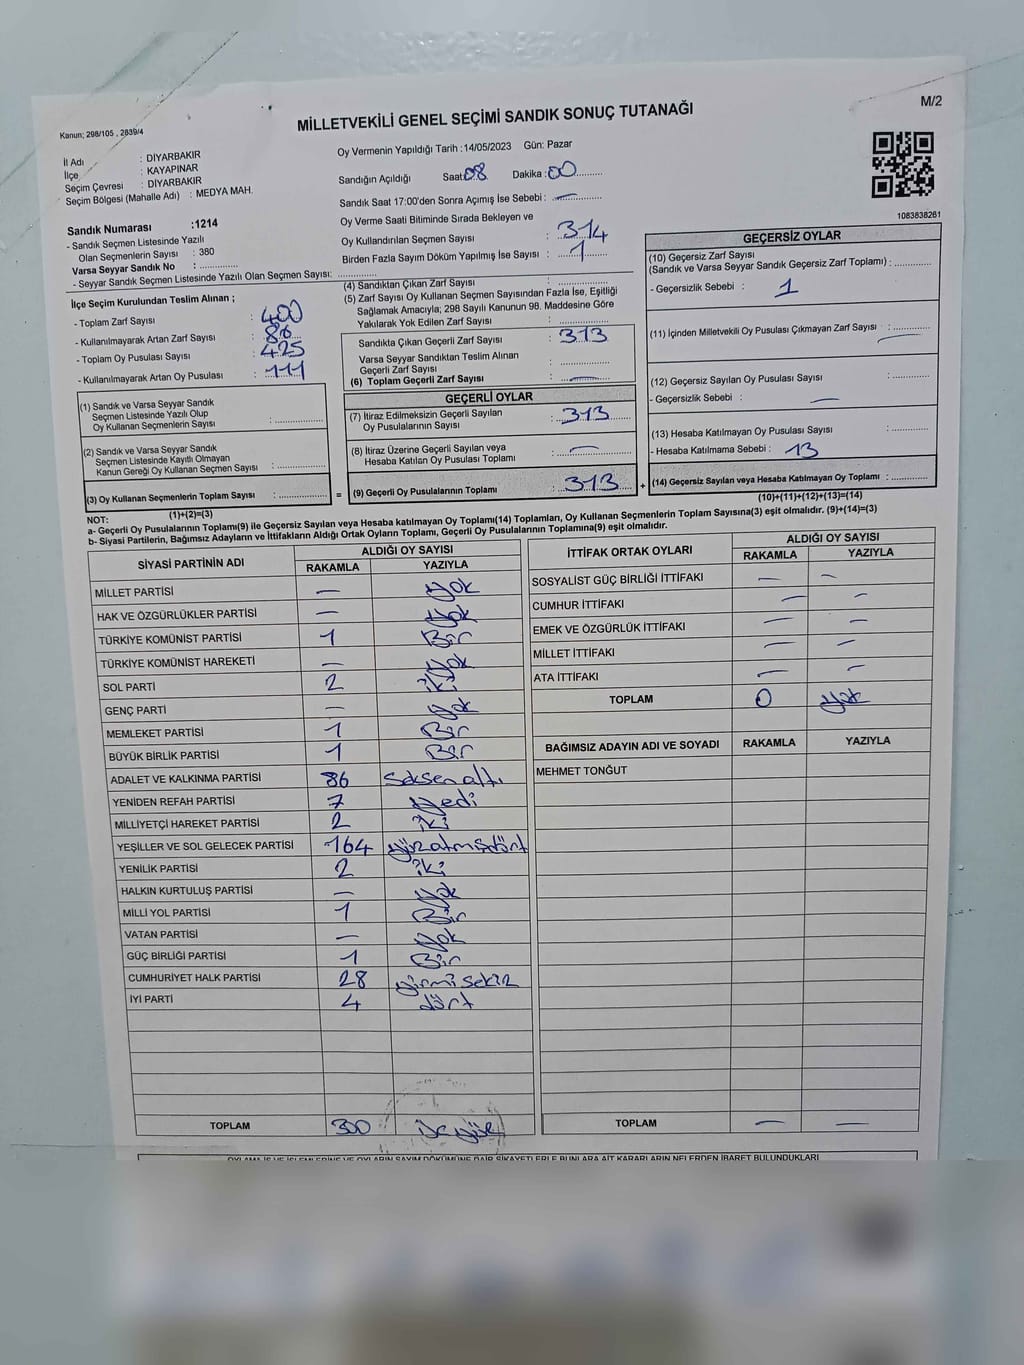 M/2
Kanun; 298/105 , 2839/4
MİLLETVEKİLİ GENEL SEÇİMİ SANDIK SONUÇ TUTANAĞI
İl Adı : DİYARBAKIR
İlçe : KAYAPINAR
Seçim Çevresi : DİYARBAKIR
Seçim Bölgesi (Mahalle Adı) : MEDYA MAH.
Oy Vermenin Yapıldığı Tarih : 14/05/2023 Gün: Pazar
Sandığın Açıldığı Saat: 08 Dakika : 00
Sandık Saat 17:00'den Sonra Açımış İse Sebebi : —
Oy Verme Saati Bitiminde Sırada Bekleyen ve
Oy Kullandırılan Seçmen Sayısı : 314
Birden Fazla Sayım Döküm Yapılmış İse Sayısı : 1
1083838261
Sandık Numarası :1214
- Sandık Seçmen Listesinde Yazılı
Olan Seçmenlerin Sayısı : 380
Varsa Seyyar Sandık No :
- Seyyar Sandık Seçmen Listesinde Yazılı Olan Seçmen Sayısı:
İlçe Seçim Kurulundan Teslim Alınan ;
- Toplam Zarf Sayısı : 400
- Kullanılmayarak Artan Zarf Sayısı : 86
- Toplam Oy Pusulası Sayısı : 425
- Kullanılmayarak Artan Oy Pusulası : 111
(1) Sandık ve Varsa Seyyar Sandık
Seçmen Listesinde Yazılı Olup
Oy Kullanan Seçmenlerin Sayısı :
(2) Sandık ve Varsa Seyyar Sandık
Seçmen Listesinde Kayıtlı Olmayan
Kanun Gereği Oy Kullanan Seçmen Sayısı :
(3) Oy Kullanan Seçmenlerin Toplam Sayısı :
(1)+(2)=(3)
(4) Sandıktan Çıkan Zarf Sayısı :
(5) Zarf Sayısı Oy Kullanan Seçmen Sayısından Fazla İse, Eşitliği
Sağlamak Amacıyla; 298 Sayılı Kanunun 98. Maddesine Göre
Yakılarak Yok Edilen Zarf Sayısı :
Sandıkta Çıkan Geçerli Zarf Sayısı : 313
Varsa Seyyar Sandıktan Teslim Alınan
Geçerli Zarf Sayısı :
(6) Toplam Geçerli Zarf Sayısı : —
GEÇERLİ OYLAR
(7) İtiraz Edilmeksizin Geçerli Sayılan
Oy Pusulalarının Sayısı : 313
(8) İtiraz Üzerine Geçerli Sayılan veya
Hesaba Katılan Oy Pusulası Toplamı : —
= (9) Geçerli Oy Pusulalarının Toplamı : 313 +
GEÇERSİZ OYLAR
(10) Geçersiz Zarf Sayısı
(Sandık ve Varsa Seyyar Sandık Geçersiz Zarf Toplamı) :
- Geçersizlik Sebebi : 1
(11) İçinden Milletvekili Oy Pusulası Çıkmayan Zarf Sayısı : —
(12) Geçersiz Sayılan Oy Pusulası Sayısı :
- Geçersizlik Sebebi : —
(13) Hesaba Katılmayan Oy Pusulası Sayısı :
- Hesaba Katılmama Sebebi : 13
(14) Geçersiz Sayılan veya Hesaba Katılmayan Oy Toplamı :
(10)+(11)+(12)+(13)=(14)
NOT:
a- Geçerli Oy Pusulalarının Toplamı(9) ile Geçersiz Sayılan veya Hesaba katılmayan Oy Toplamı(14) Toplamları, Oy Kullanan Seçmenlerin Toplam Sayısına(3) eşit olmalıdır. (9)+(14)=(3)
b- Siyasi Partilerin, Bağımsız Adayların ve İttifakların Aldığı Ortak Oyların Toplamı, Geçerli Oy Pusulalarının Toplamına(9) eşit olmalıdır.
SİYASİ PARTİNİN ADI ALDIĞI OY SAYISI
RAKAMLA YAZIYLA
MİLLET PARTİSİ — Yok
HAK VE ÖZGÜRLÜKLER PARTİSİ — Yok
TÜRKİYE KOMÜNİST PARTİSİ 1 Bir
TÜRKİYE KOMÜNİST HAREKETİ — Yok
SOL PARTİ 2 iki
GENÇ PARTİ — Yok
MEMLEKET PARTİSİ 1 Bir
BÜYÜK BİRLİK PARTİSİ 1 Bir
ADALET VE KALKINMA PARTİSİ 86 Seksenaltı
YENİDEN REFAH PARTİSİ 7 Yedi
MİLLİYETÇİ HAREKET PARTİSİ 2 iki
YEŞİLLER VE SOL GELECEK PARTİSİ 164 yüzatmışdört
YENİLİK PARTİSİ 2 iki
HALKIN KURTULUŞ PARTİSİ — Yok
MİLLİ YOL PARTİSİ 1 Bir
VATAN PARTİSİ — Yok
GÜÇ BİRLİĞİ PARTİSİ 1 Bir
CUMHURİYET HALK PARTİSİ 28 yirmisekiz
İYİ PARTİ 4 dört
TOPLAM 300 üç yüz
İTTİFAK ORTAK OYLARI ALDIĞI OY SAYISI
RAKAMLA YAZIYLA
SOSYALİST GÜÇ BİRLİĞİ İTTİFAKI — —
CUMHUR İTTİFAKI — —
EMEK VE ÖZGÜRLÜK İTTİFAKI — —
MİLLET İTTİFAKI — —
ATA İTTİFAKI — —
TOPLAM 0 Yok
BAĞIMSIZ ADAYIN ADI VE SOYADI RAKAMLA YAZIYLA
MEHMET TONĞUT
TOPLAM — —
OYLAMA İŞ VE İŞLEMLERİNE VE OYLARIN SAYIM DÖKÜMÜNE DAİR ŞİKAYETLERLE BUNLARA AİT KARARLARIN NELERDEN İBARET BULUNDUKLARI